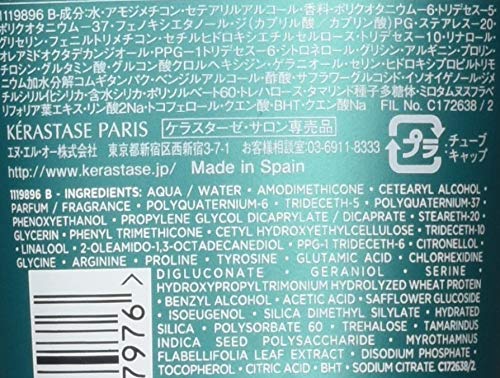 1119896 B-成分:水・アモジメチコン・セテアリルアルコール・香料・ポリクオタニウム-6・トリデセス-5・
ポリクオタニウム-37・フェノキシエタノール・ジ(カプリル酸/カプリン酸)PG・ステアレス-20・
グリセリン・フェニルトリメチコン・セチルヒドロキシエチルセルロース・トリデセス-10・リナロール・
オレアミドオクタデカンジオール・PPG-1トリデセス-6・シトロネロール・グリシン・アルギニン・プロリン・
チロシン・グルタミン酸・グルコン酸クロルヘキシジン・ゲラニオール・セリン・ヒドロキシプロピルトリモ
ニウム加水分解コムギタンパク・ベンジルアルコール・酢酸・サフラワーグルコシド・イソオイゲノール・ジメ
チルシリル化シリカ・含水シリカ・ポリソルベート60・トレハロース・タマリンド種子多糖体・ミロタムヌスフラベ
リフォリア葉エキス・リン酸2Na・トコフェロール・クエン酸・BHT・クエン酸Na FIL No. C172638 / 2
KÉRASTASE PARIS ケラスターゼ・サロン専売品
エヌ・エル・オー株式会社 東京都新宿区西新宿3-7-1 お客様相談室:03-6911-8333
http://www.kerastase.jp/ Made in Spain
プラ チューブ
キャップ
1119896 B - INGREDIENTS: AQUA / WATER • AMODIMETHICONE • CETEARYL ALCOHOL •
PARFUM / FRAGRANCE • POLYQUATERNIUM-6 • TRIDECETH-5 • POLYQUATERNIUM-37
PHENOXYETHANOL • PROPYLENE GLYCOL DICAPRYLATE / DICAPRATE • STEARETH-20
GLYCERIN • PHENYL TRIMETHICONE • CETYL HYDROXYETHYLCELLULOSE • TRIDECETH-10
• LINALOOL • 2-OLEAMIDO-1,3-OCTADECANEDIOL • PPG-1 TRIDECETH-6 • CITRONELLOL
GLYCINE • ARGININE • PROLINE • TYROSINE • GLUTAMIC ACID • CHLORHEXIDINE
DIGLUCONATE • GERANIOL • SERINE •
HYDROXYPROPYLTRIMONIUM HYDROLYZED WHEAT PROTEIN
• BENZYL ALCOHOL • ACETIC ACID • SAFFLOWER GLUCOSIDE
• ISOEUGENOL • SILICA DIMETHYL SILYLATE • HYDRATED
SILICA • POLYSORBATE 60 • TREHALOSE • TAMARINDUS
INDICA SEED POLYSACCHARIDE • MYROTHAMNUS
FLABELLIFOLIA LEAF EXTRACT • DISODIUM PHOSPHATE •
TOCOPHEROL • CITRIC ACID • BHT • SODIUM CITRATE C172638/2
7976